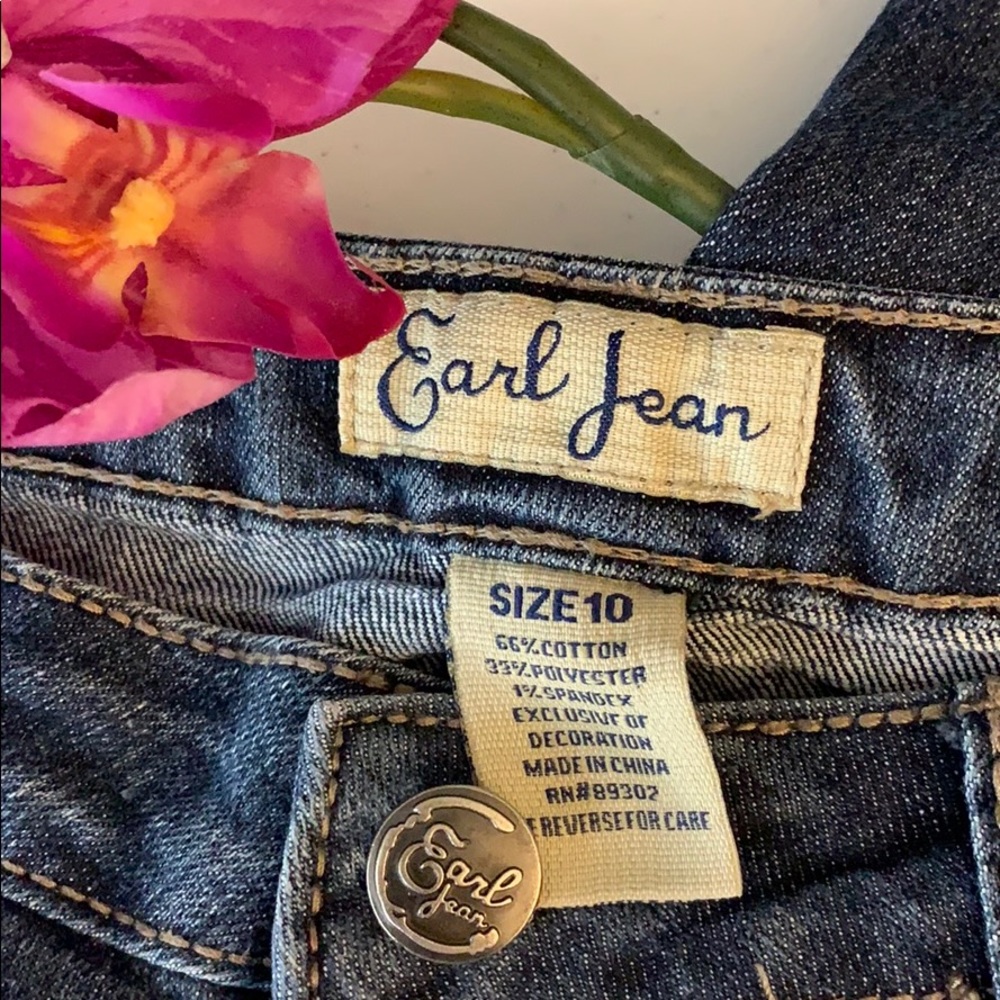 Earl Jean
SIZE 10
66% COTTON
33% POLYESTER
1% SPANDEX
EXCLUSIVE OF
DECORATION
MADE IN CHINA
RN# 89302
E REVERSE FOR CARE
Earl
Jean